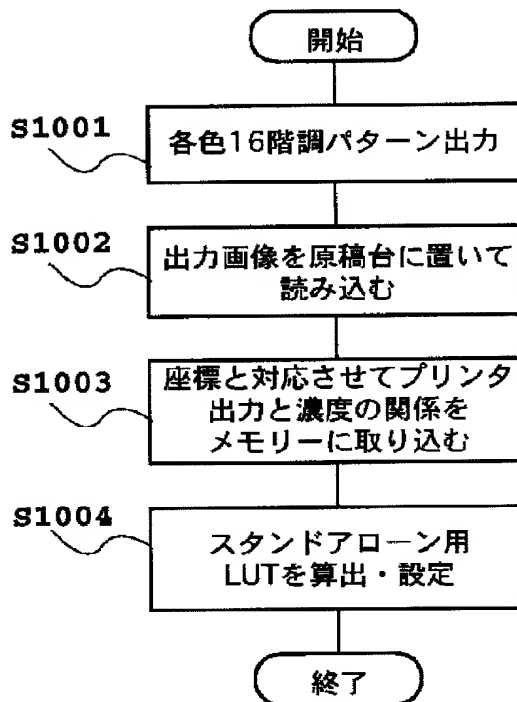 開始
S1001
各色16階調パターン出力
S1002
出力画像を原稿台に置いて
読み込む
S1003
座標と対応させてプリンタ
出力と濃度の関係を
メモリーに取り込む
S1004
スタンドアローン用
LUTを算出・設定
終了